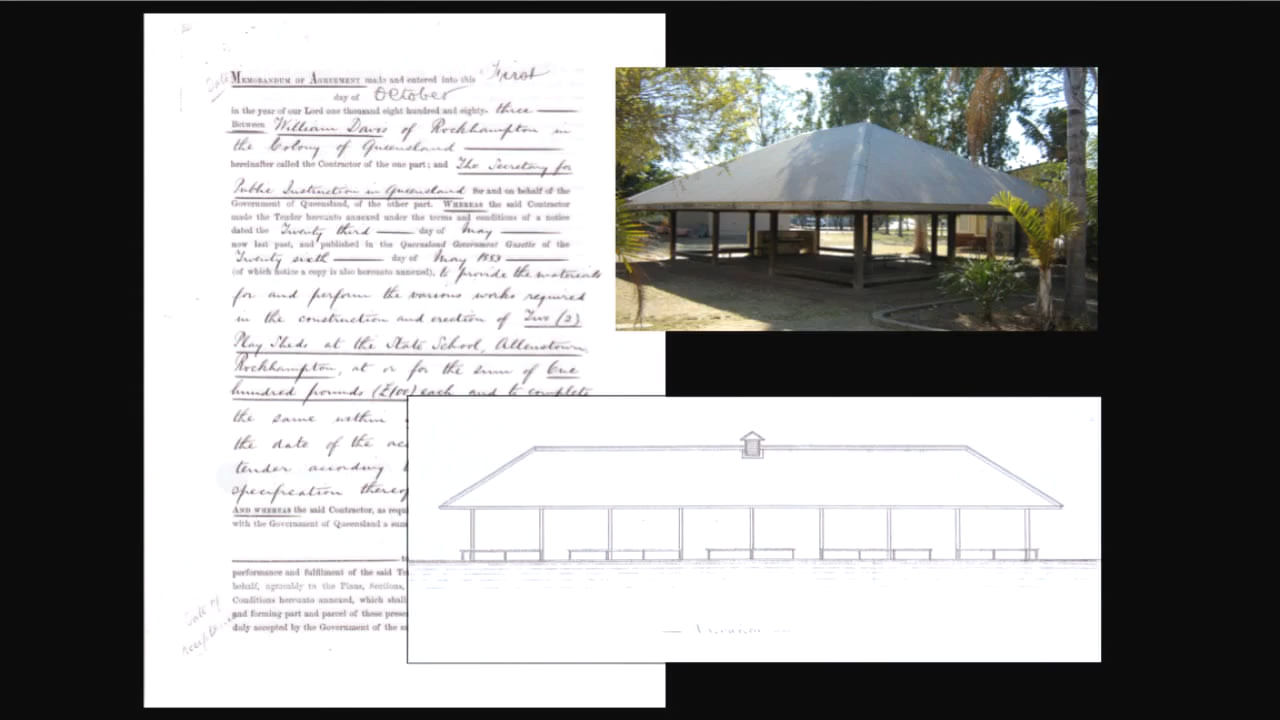 Date
MEMORANDUM OF AGREEMENT made and entered into this First
day of October
in the year of our Lord one thousand eight hundred and eighty- three
Between William Davis of Rockhampton in
the Colony of Queensland
hereinafter called the Contractor of the one part; and The Secretary for
Public Instruction in Queensland for and on behalf of the
Government of Queensland, of the other part. WHEREAS the said Contractor
made the Tender hereunto annexed under the terms and conditions of a notice
dated the Twenty third day of May
now last past, and published in the Queensland Government Gazette of the
Twenty sixth day of May 1883
(of which notice a copy is also hereunto annexed), to provide the materials
for and perform the various works required
in the construction and erection of Two (2)
Play Sheds at the State School, Allenstown,
Rockhampton, at or for the sum of One
hundred pounds (£100) each and to complete
the same within
the date of the acc
tender according
specification thereof
AND WHEREAS the said Contractor, as requ
with the Government of Queensland a sum
to
performance and fulfilment of the said Te
behalf, agreeably to the Plans, Sections,
Conditions hereunto annexed, which shall
and forming part and parcel of these prese
duly accepted by the Government of the sa
Date of